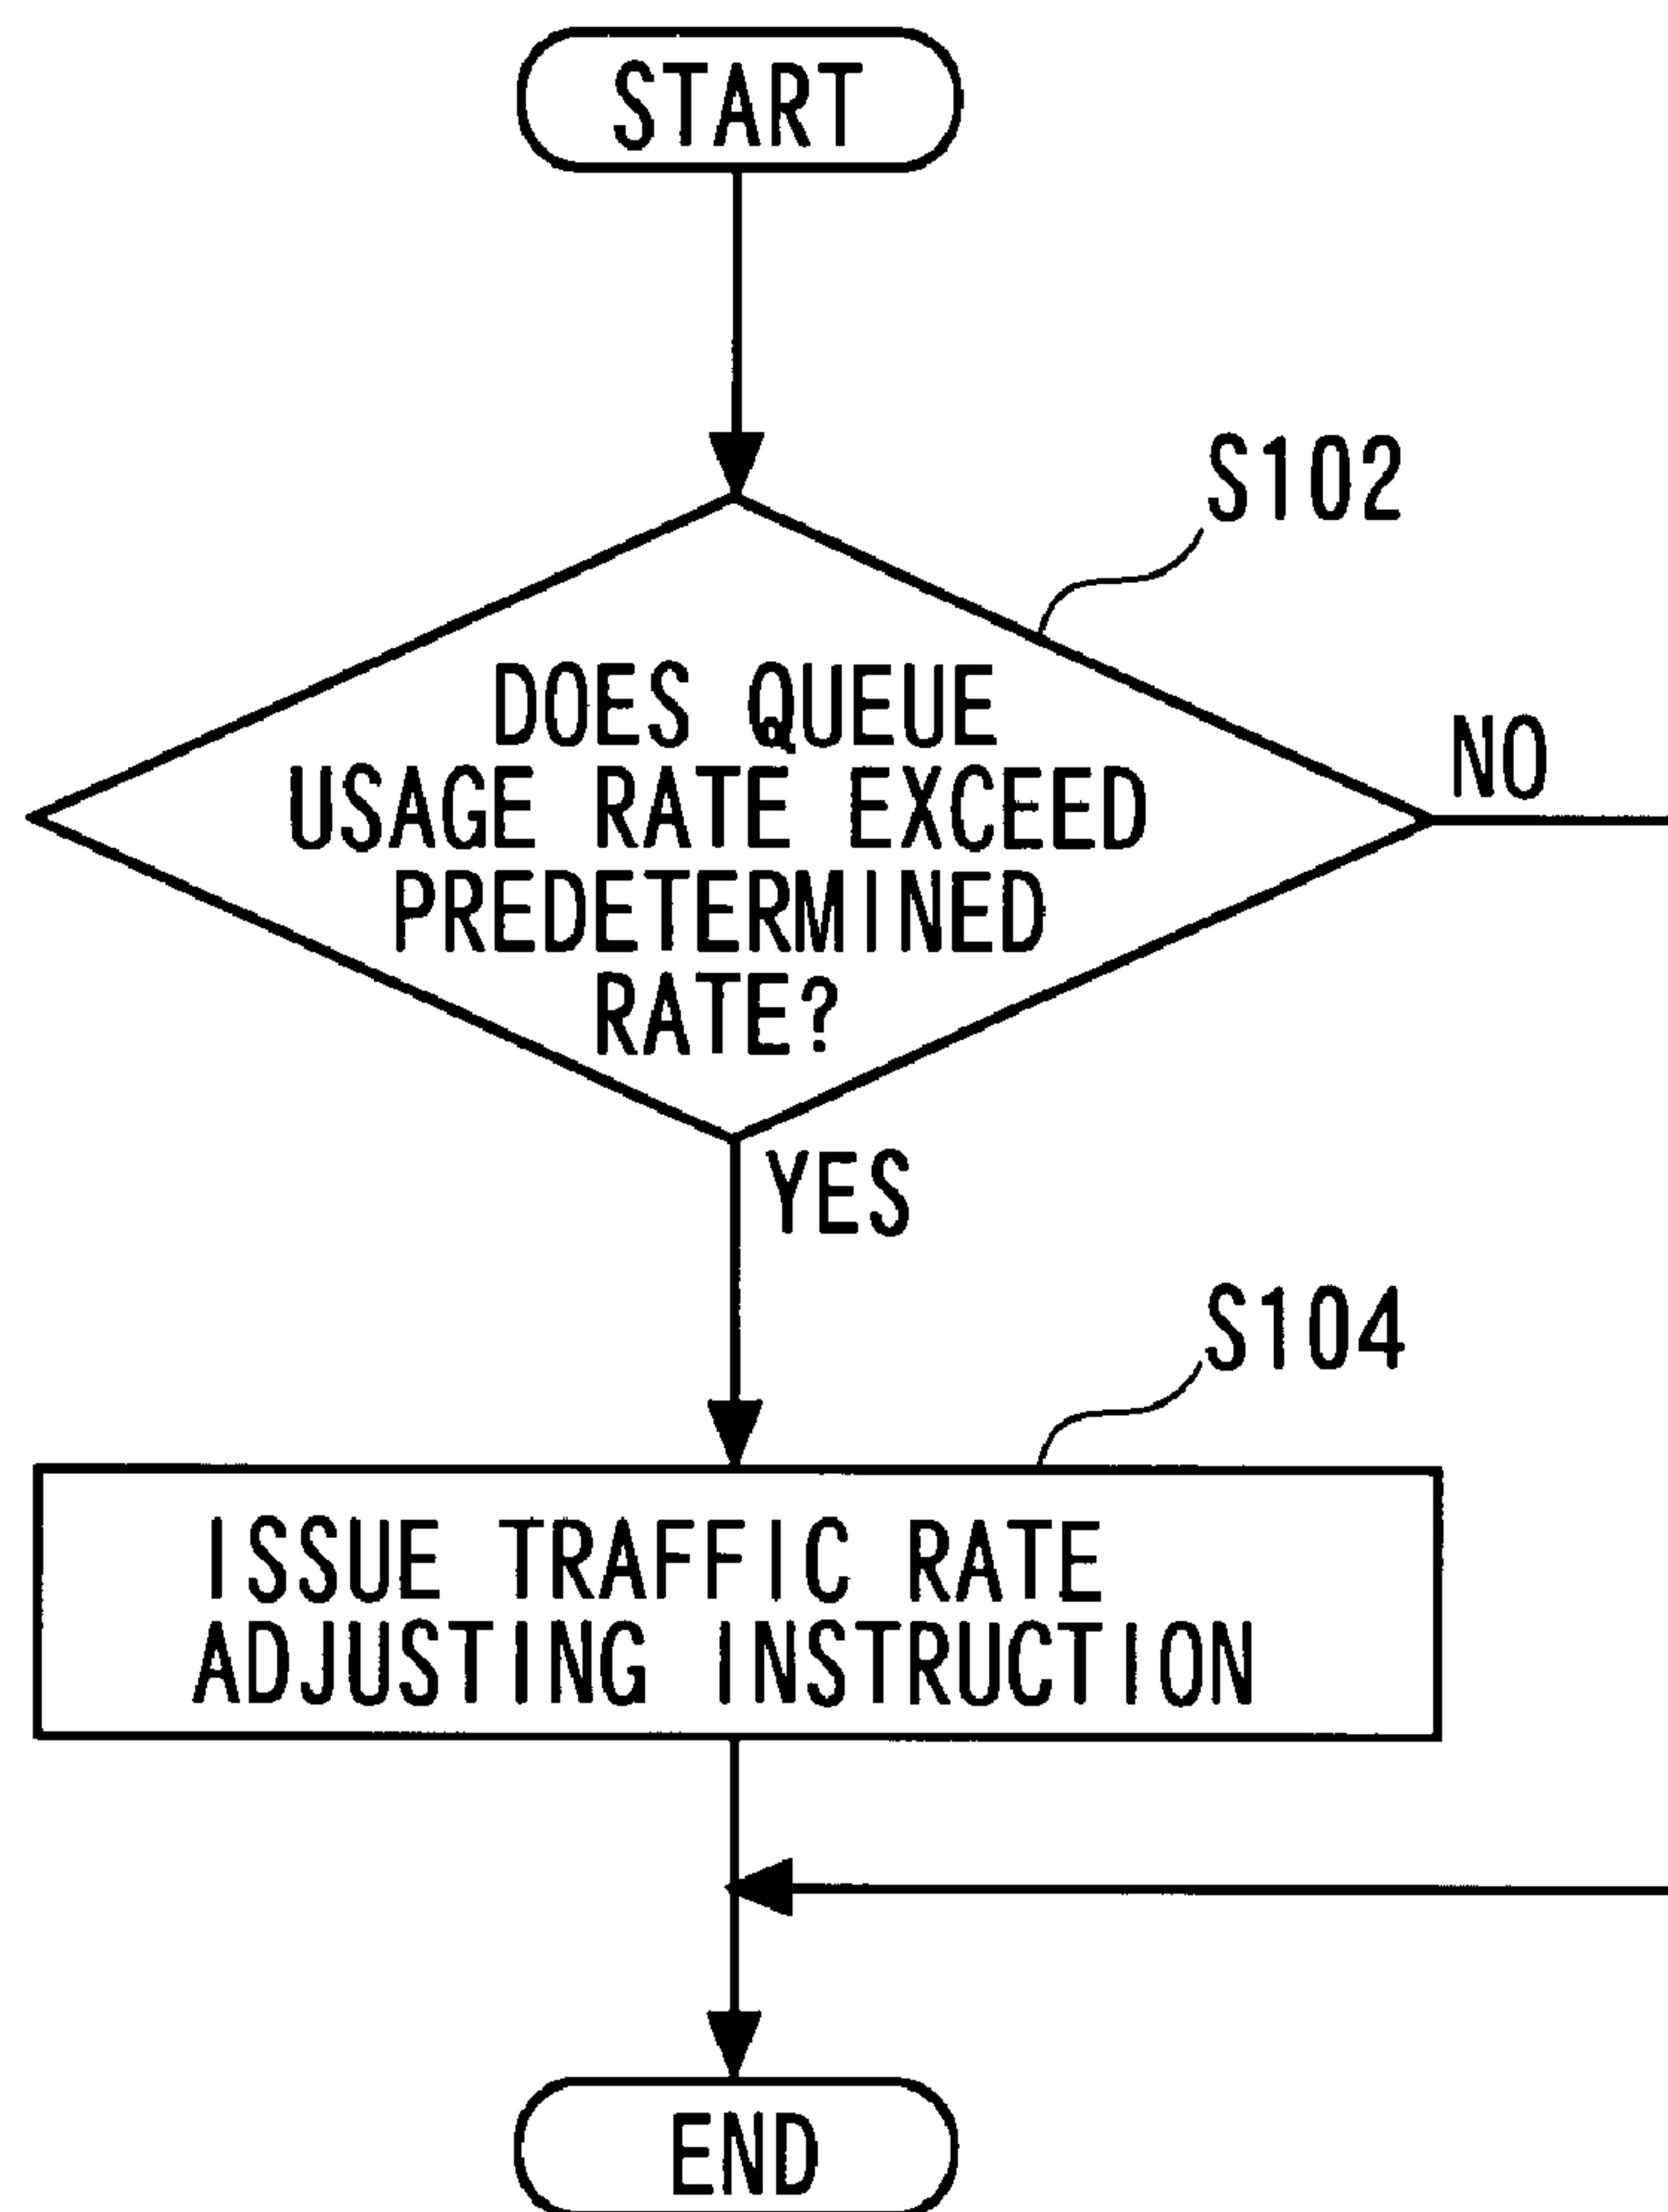 START
S102
DOES QUEUE
USAGE RATE EXCEED
PREDETERMINED
RATE?
NO
YES
S104
ISSUE TRAFFIC RATE
ADJUSTING INSTRUCTION
END